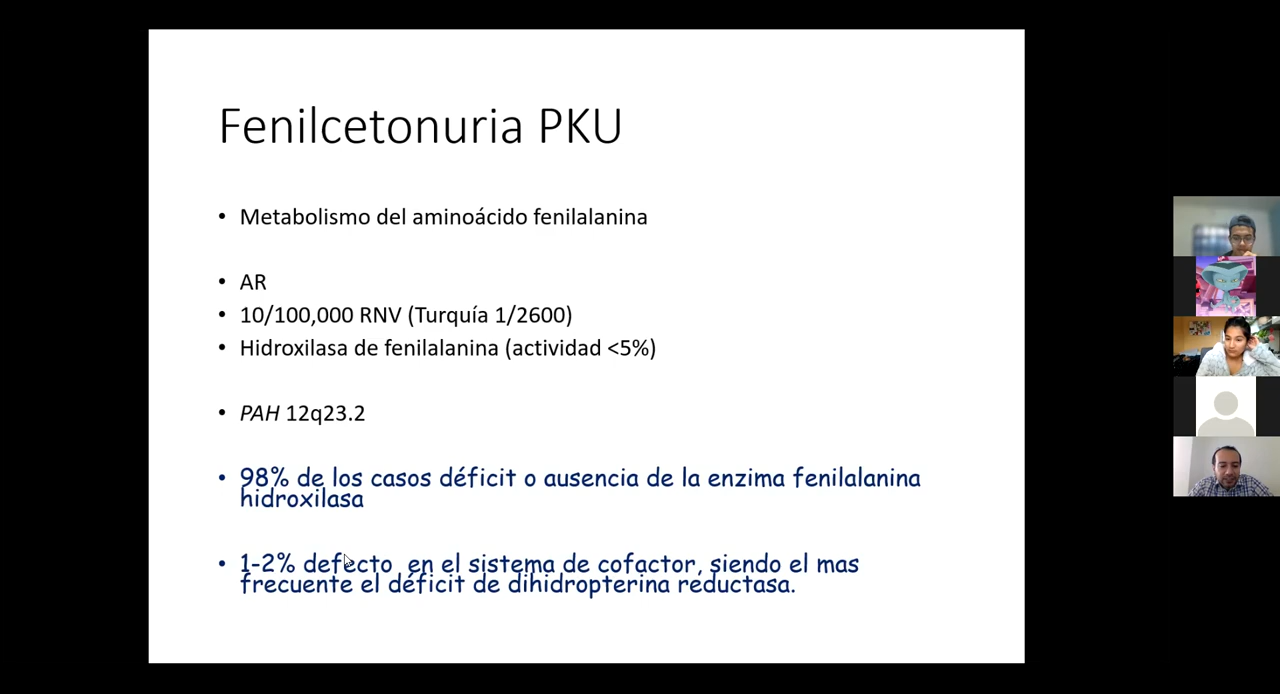 Fenilcetonuria PKU
• Metabolismo del aminoácido fenilalanina
• AR
• 10/100,000 RNV (Turquía 1/2600)
• Hidroxilasa de fenilalanina (actividad <5%)
• PAH 12q23.2
• 98% de los casos déficit o ausencia de la enzima fenilalanina
hidroxilasa
• 1-2% defecto en el sistema de cofactor, siendo el mas
frecuente el déficit de dihidropterina reductasa.